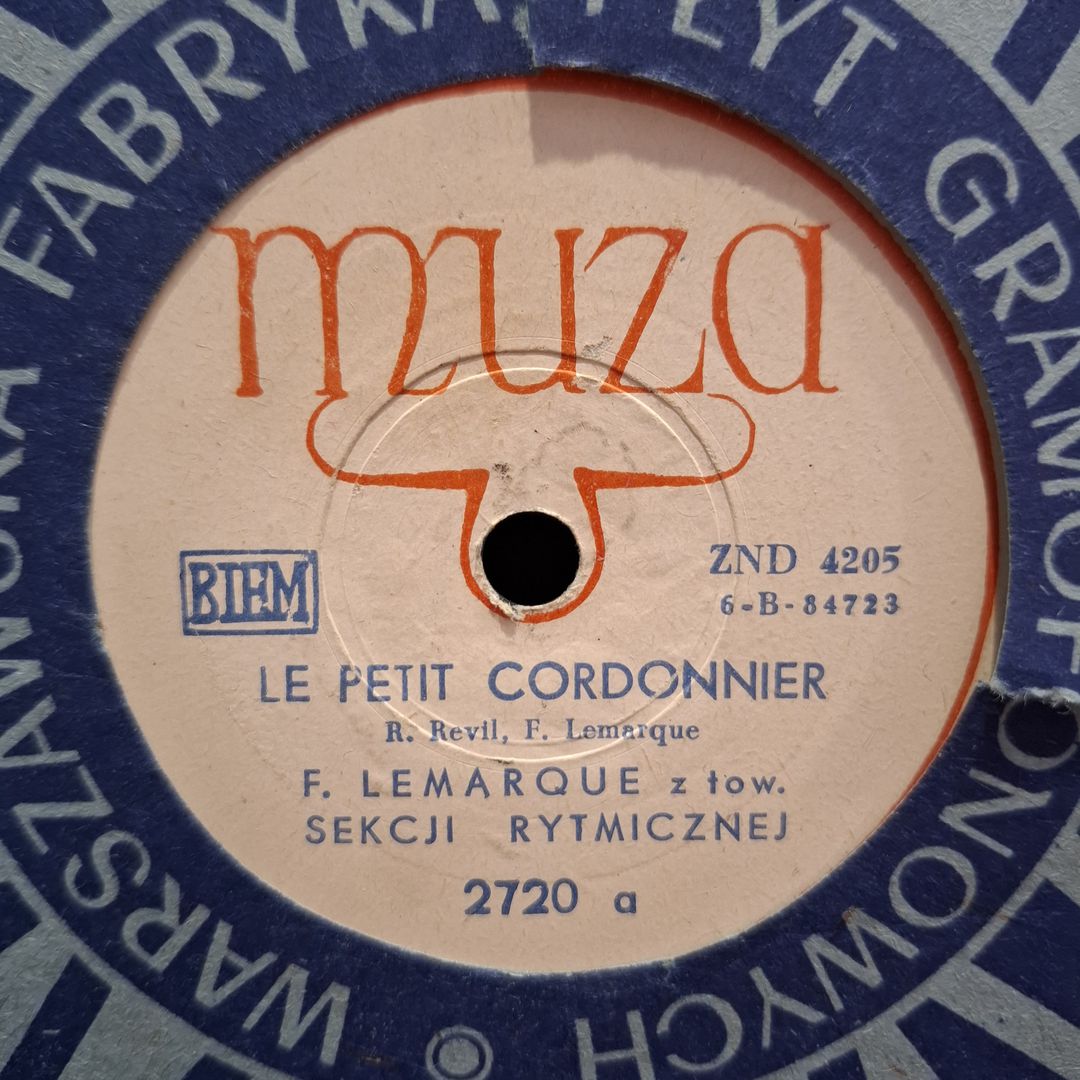 WARSZAWSKA FABRYKA PŁYT GRAMOFONOWYCH
muza
BIEM
ZND 4205
6-B-84723
LE PETIT CORDONNIER
R. Revil, F. Lemarque
F. LEMARQUE z tow.
SEKCJI RYTMICZNEJ
2720 a